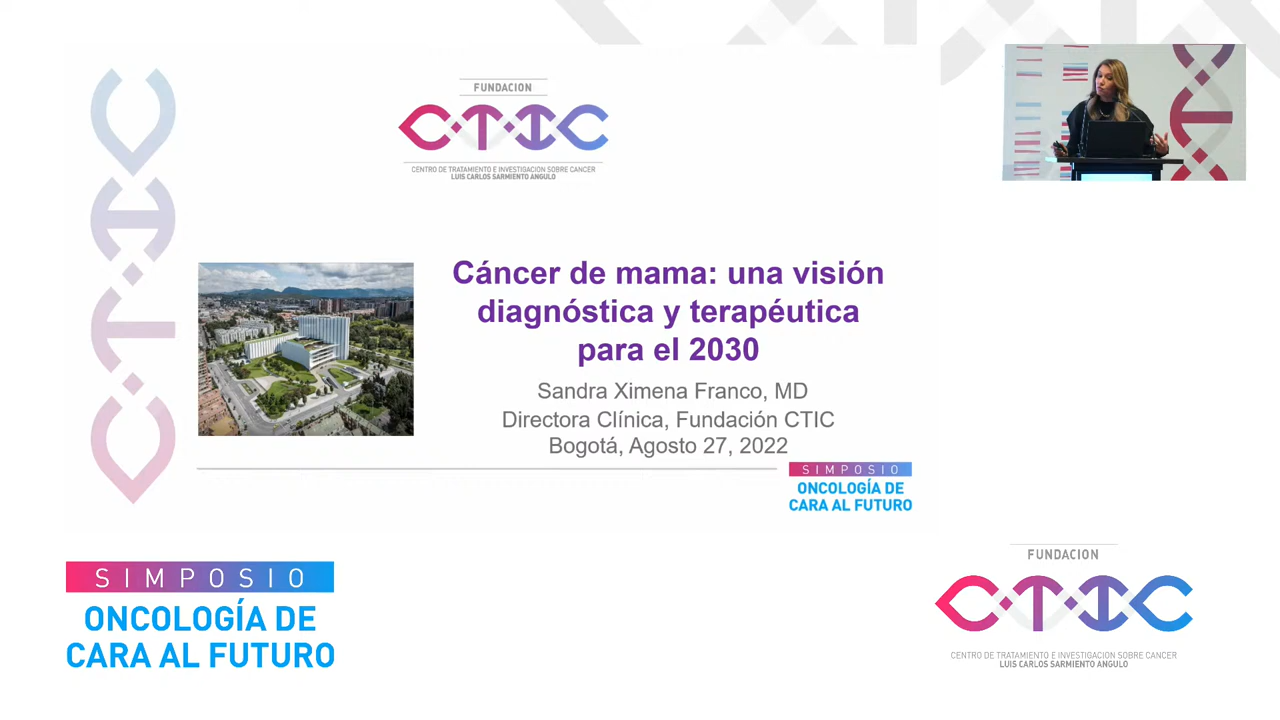 FUNDACION
C·T·I·C
CENTRO DE TRATAMIENTO E INVESTIGACION SOBRE CANCER
LUIS CARLOS SARMIENTO ANGULO
C·T·I·C
Cáncer de mama: una visión
diagnóstica y terapéutica
para el 2030
Sandra Ximena Franco, MD
Directora Clínica, Fundación CTIC
Bogotá, Agosto 27, 2022
SIMPOSIO
ONCOLOGÍA DE
CARA AL FUTURO
SIMPOSIO
ONCOLOGÍA DE
CARA AL FUTURO
FUNDACION
C·T·I·C
CENTRO DE TRATAMIENTO E INVESTIGACION SOBRE CANCER
LUIS CARLOS SARMIENTO ANGULO